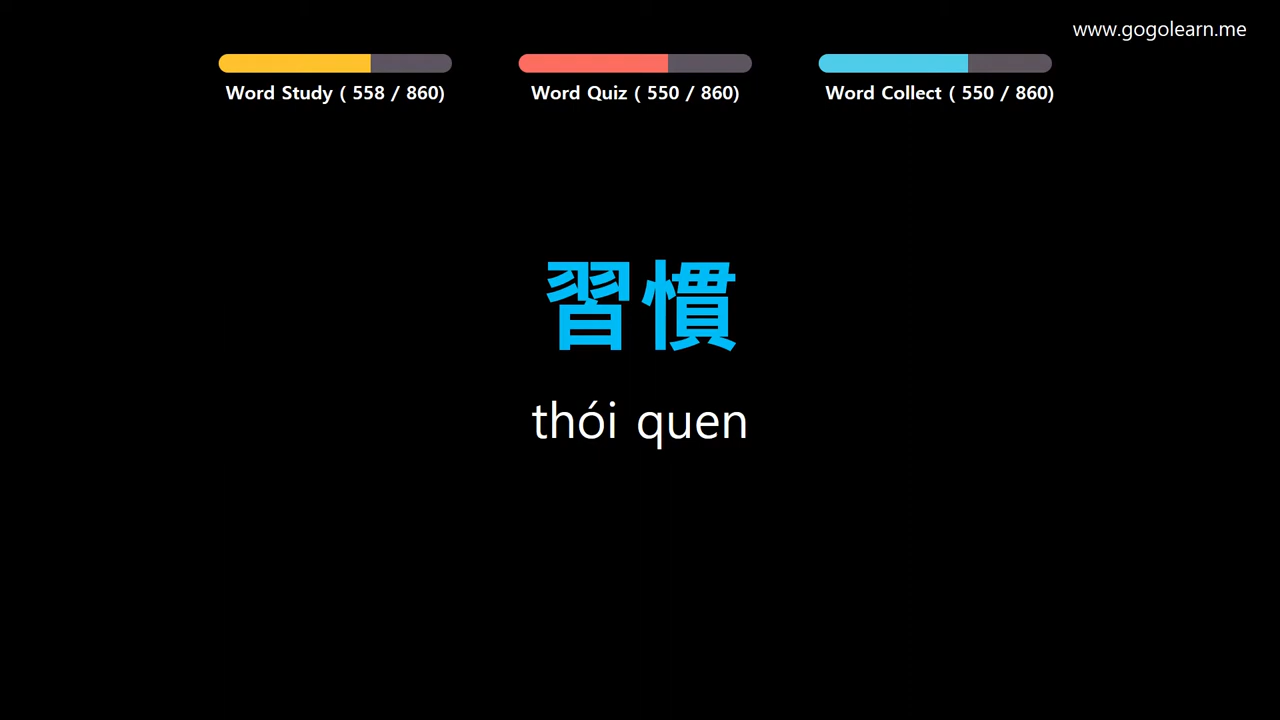 www.gogolearn.me
Word Study ( 558 / 860)
Word Quiz ( 550 / 860)
Word Collect ( 550 / 860)
習慣
thói quen